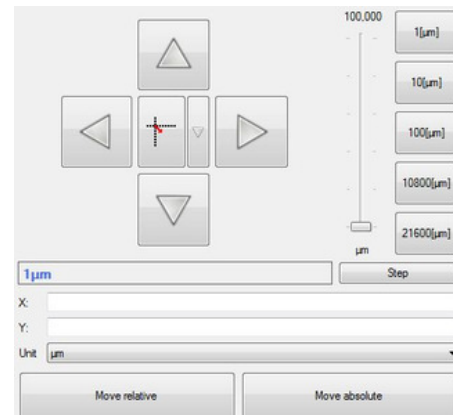 100,000
1[µm]
10[µm]
100[µm]
10800[µm]
21600[µm]
µm
1µm
Step
X:
Y:
Unit µm
Move relative Move absolute